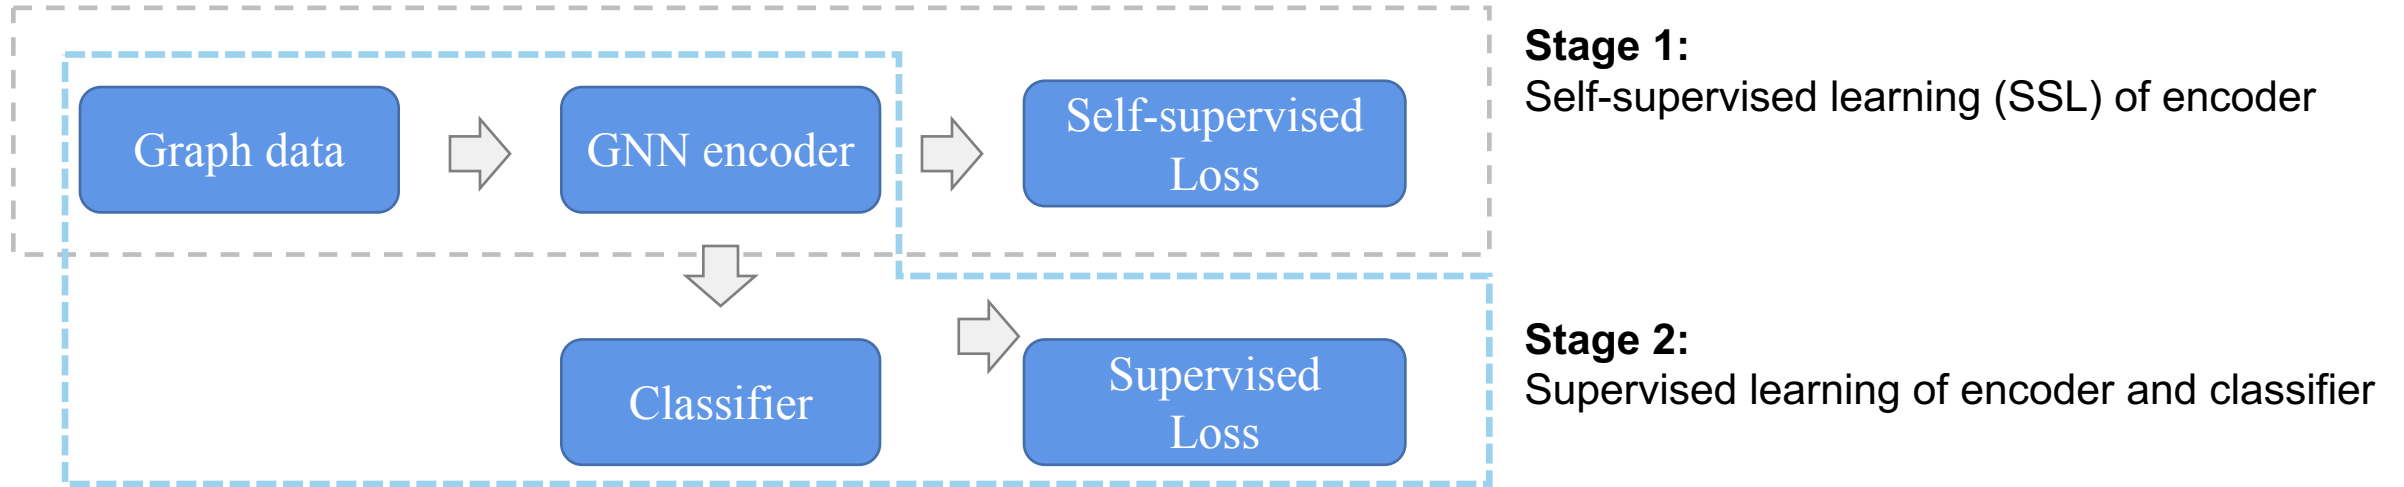 Graph data
GNN encoder
Self-supervised
Loss
Stage 1:
Self-supervised learning (SSL) of encoder
Classifier
Supervised
Loss
Stage 2:
Supervised learning of encoder and classifier